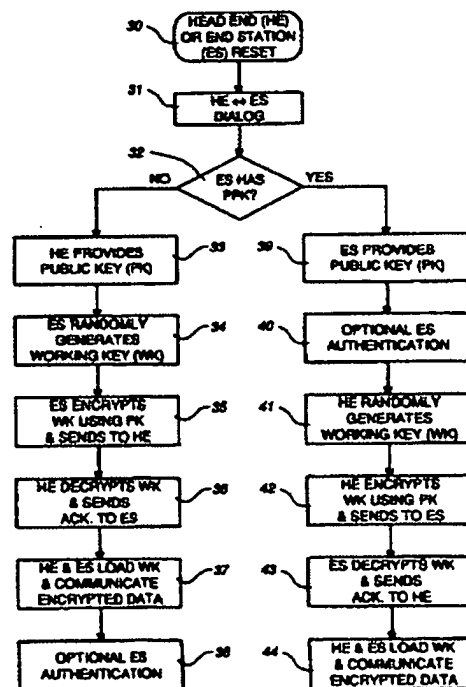 30
HEAD END (HE)
OR END STATION
(ES) RESET
31
HE ↔ ES
DIALOG
32
NO
ES HAS
PPK?
YES
HE PROVIDES
PUBLIC KEY (PK)
33
ES RANDOMLY
GENERATES
WORKING KEY (WK)
34
ES ENCRYPTS
WK USING PK
& SENDS TO HE
35
HE DECRYPTS WK
& SENDS
ACK. TO ES
36
HE & ES LOAD WK
& COMMUNICATE
ENCRYPTED DATA
37
OPTIONAL ES
AUTHENTICATION
38
39
ES PROVIDES
PUBLIC KEY (PK)
40
OPTIONAL ES
AUTHENTICATION
41
HE RANDOMLY
GENERATES
WORKING KEY (WK)
42
HE ENCRYPTS
WK USING PK
& SENDS TO ES
43
ES DECRYPTS WK
& SENDS
ACK. TO HE
44
HE & ES LOAD WK
& COMMUNICATE
ENCRYPTED DATA